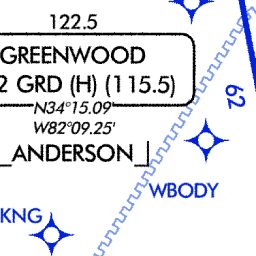 122.5
GREENWOOD
2 GRD (H) (115.5)
N34°15.09'
W82°09.25'
ANDERSON
62
WBODY
KNG